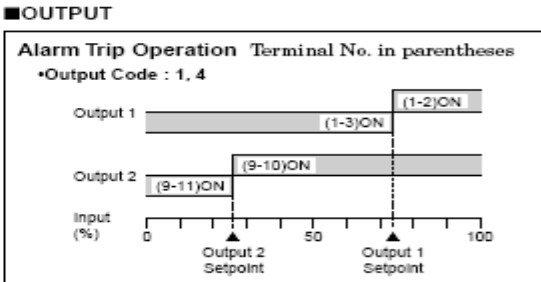 ■OUTPUT
Alarm Trip Operation Terminal No. in parentheses
•Output Code : 1, 4
Output 1
(1-2)ON
(1-3)ON
Output 2
(9-10)ON
(9-11)ON
Input
(%)
0 50 100
Output 2
Setpoint
Output 1
Setpoint